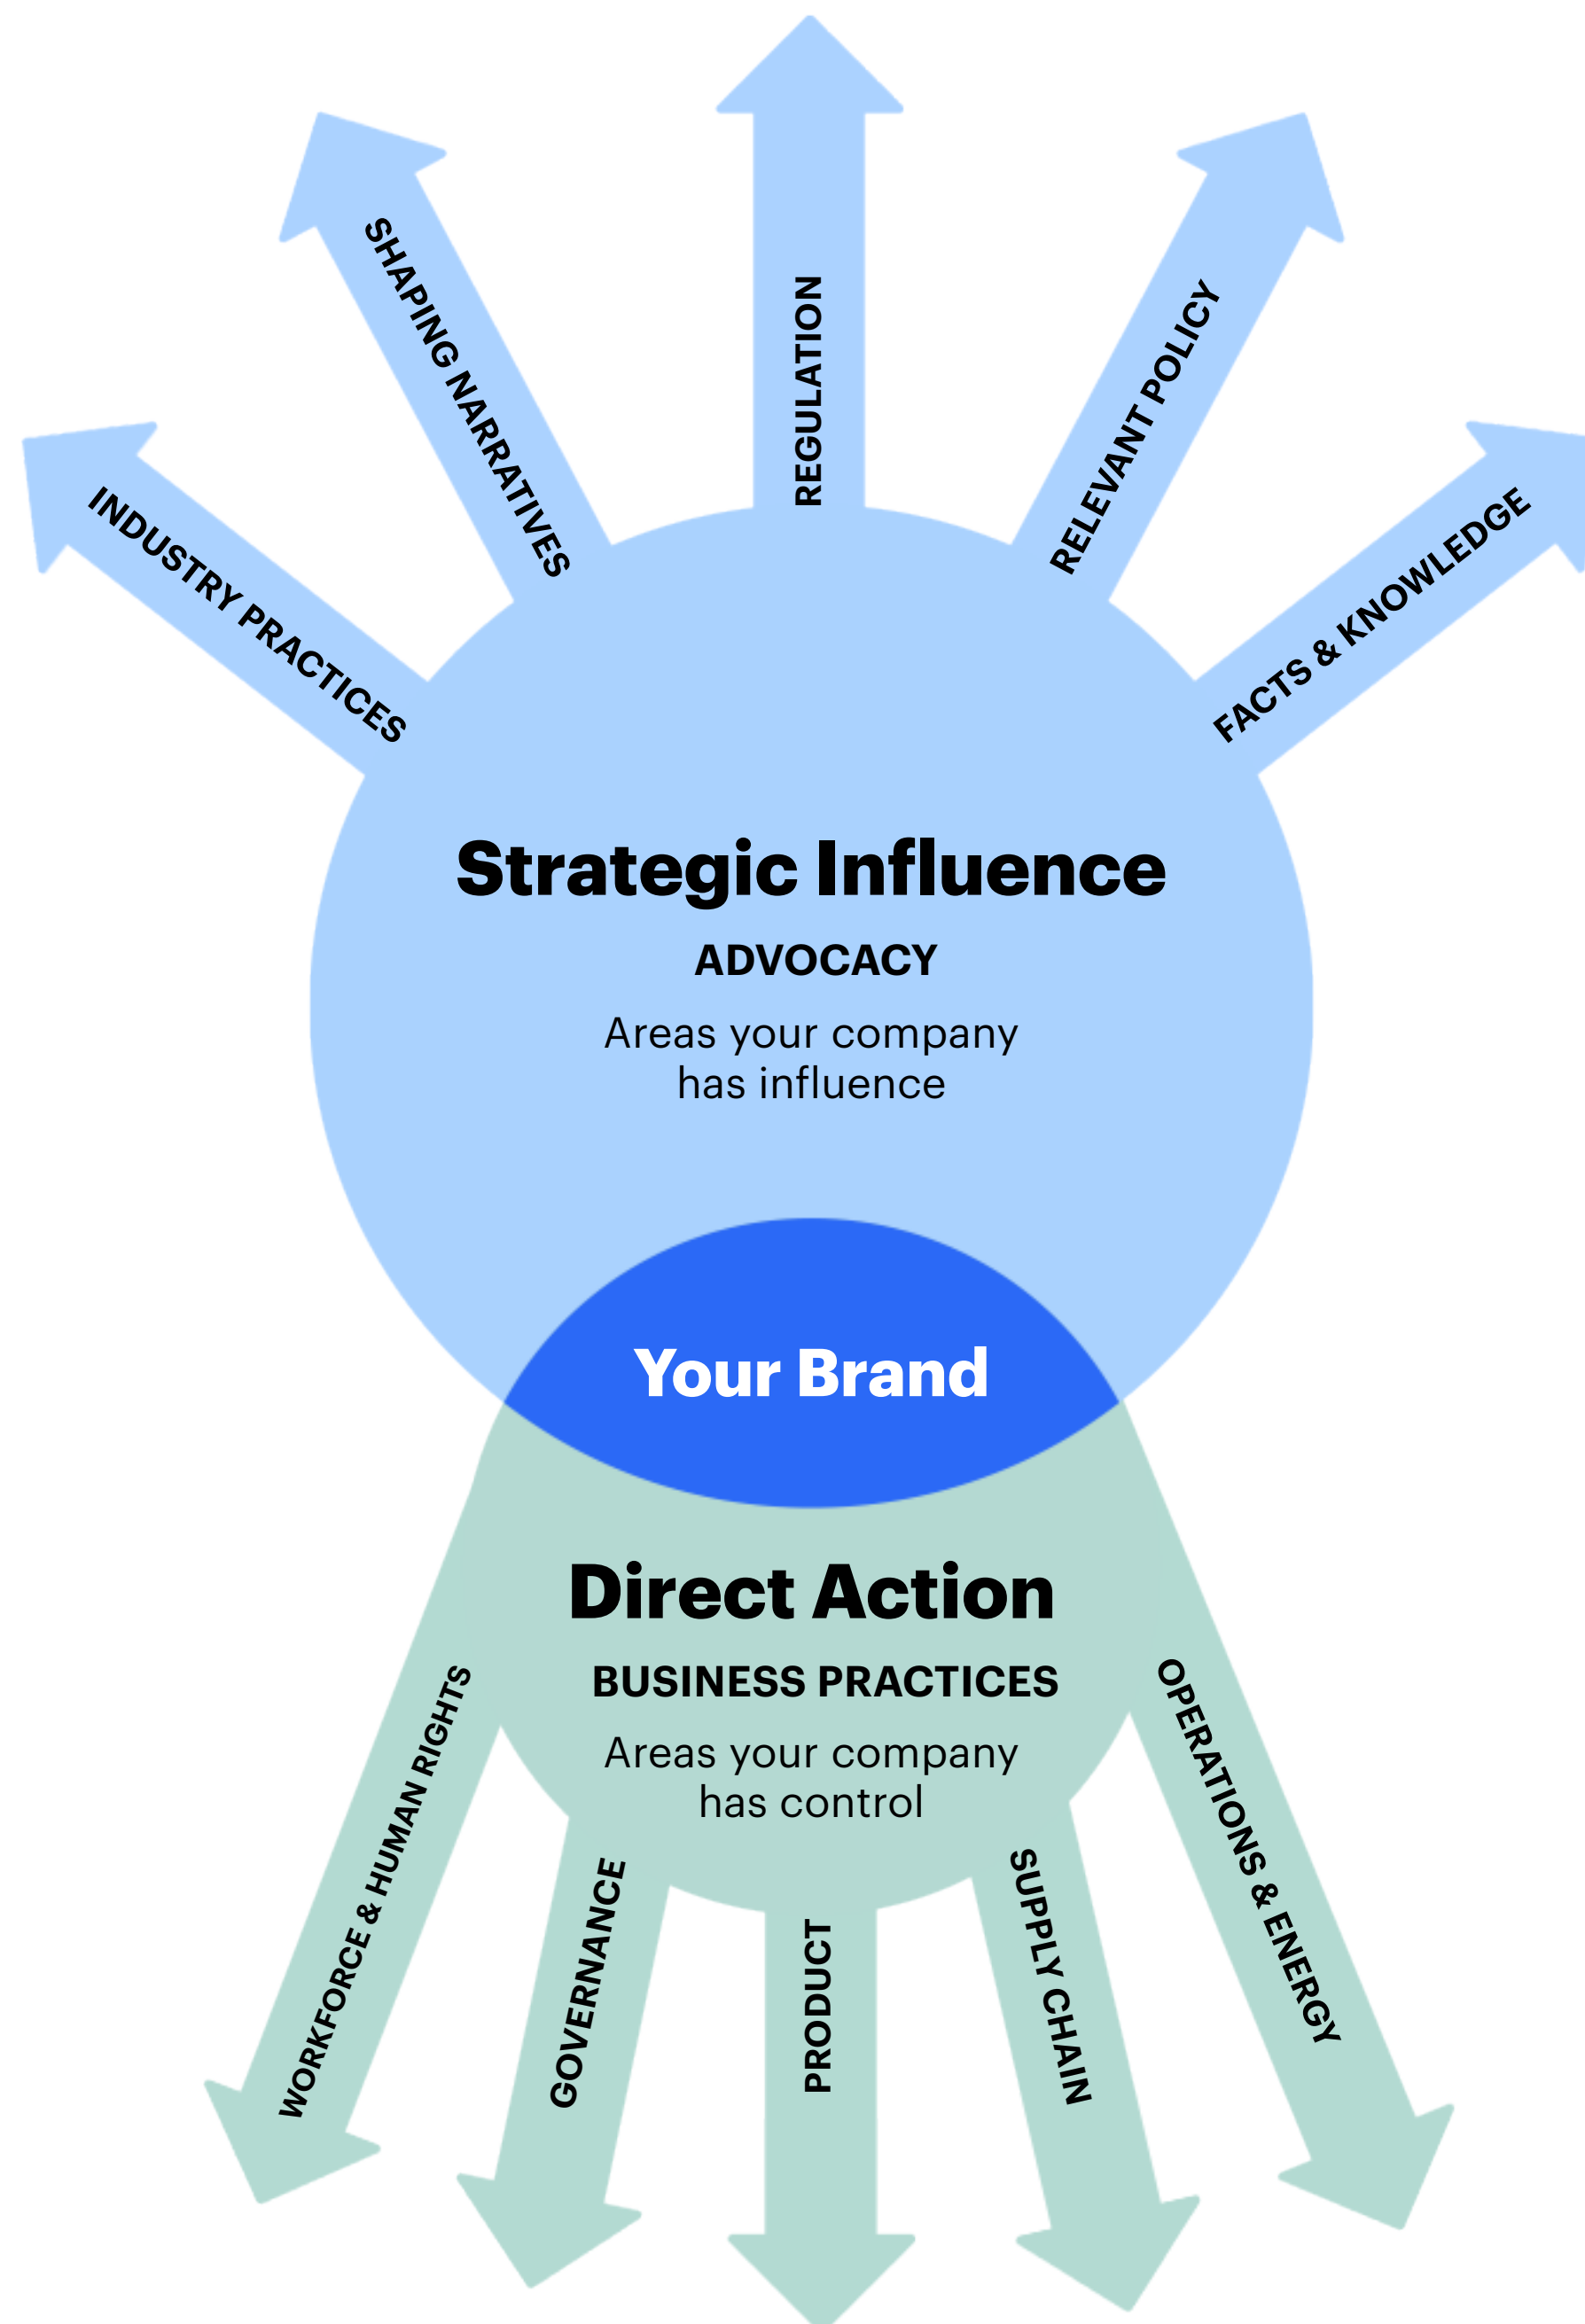 REGULATION
SHAPING NARRATIVES
RELEVANT POLICY
INDUSTRY PRACTICES
FACTS & KNOWLEDGE
Strategic Influence
ADVOCACY
Areas your company
has influence
Your Brand
Direct Action
BUSINESS PRACTICES
Areas your company
has control
WORKFORCE & HUMAN RIGHTS
GOVERNANCE
PRODUCT
SUPPLY CHAIN
OPERATIONS & ENERGY